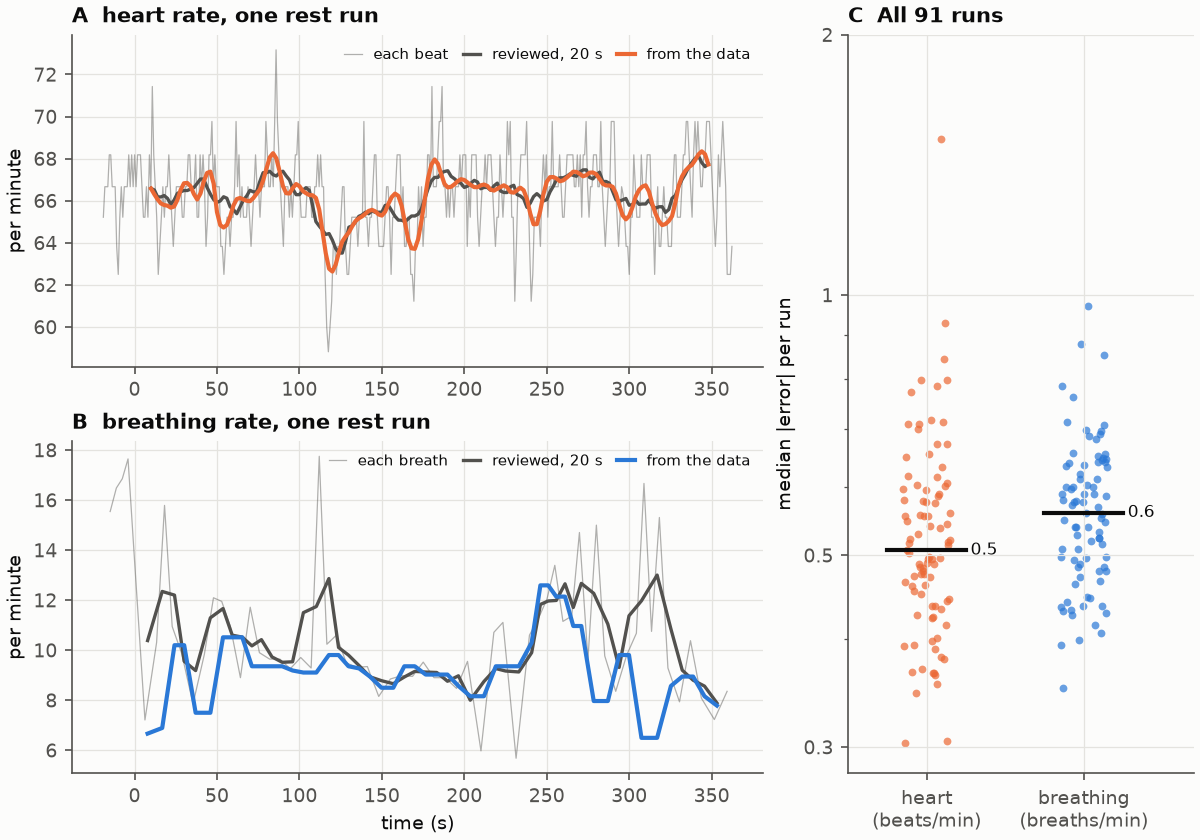 A  heart rate, one rest run
each beat
reviewed, 20 s
from the data
per minute
72
70
68
66
64
62
60
0
50
100
150
200
250
300
350
B  breathing rate, one rest run
each breath
reviewed, 20 s
from the data
per minute
18
16
14
12
10
8
6
0
50
100
150
200
250
300
350
time (s)
C  All 91 runs
median |error| per run
2
1
0.5
0.3
0.5
0.6
heart
(beats/min)
breathing
(breaths/min)